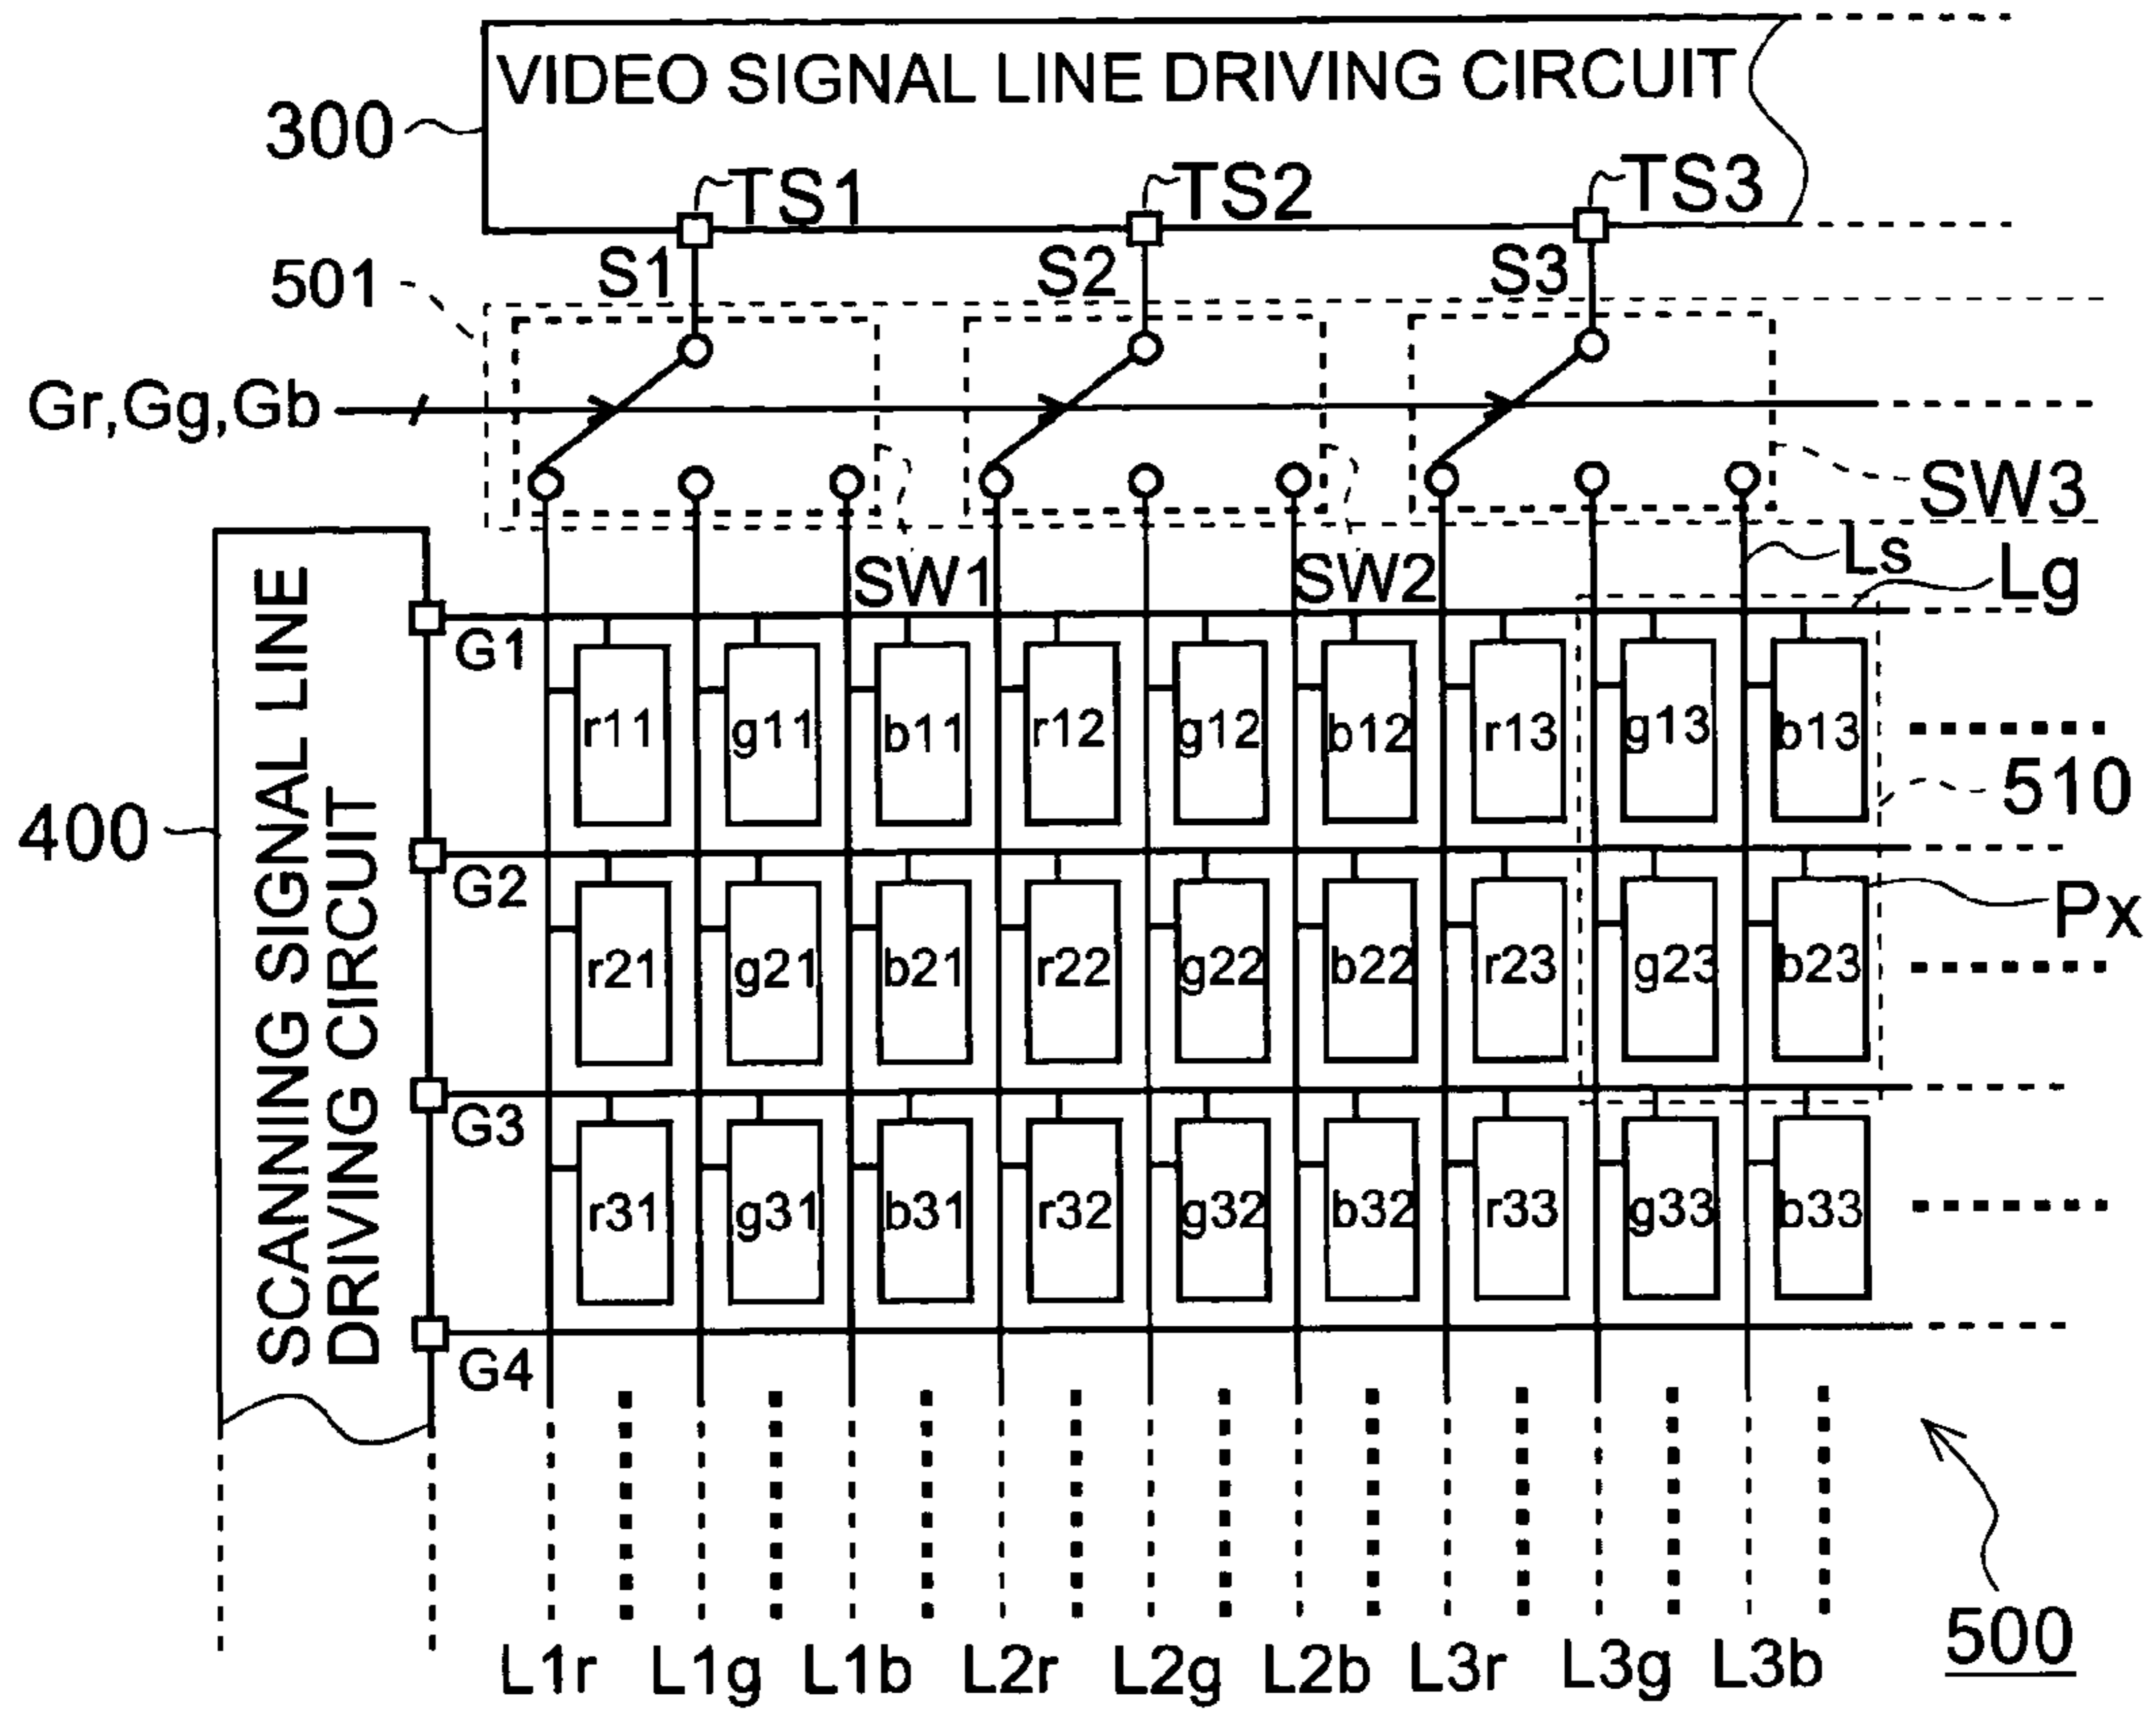 VIDEO SIGNAL LINE DRIVING CIRCUIT
300
TS1 TS2 TS3
S1 S2 S3
501
Gr,Gg,Gb
SW3
SW1 SW2 Ls
Lg
G1
r11 g11 b11 r12 g12 b12 r13 g13 b13
510
400
SCANNING SIGNAL LINE
DRIVING CIRCUIT
G2
Px
r21 g21 b21 r22 g22 b22 r23 g23 b23
G3
r31 g31 b31 r32 g32 b32 r33 g33 b33
G4
500
L1r L1g L1b L2r L2g L2b L3r L3g L3b